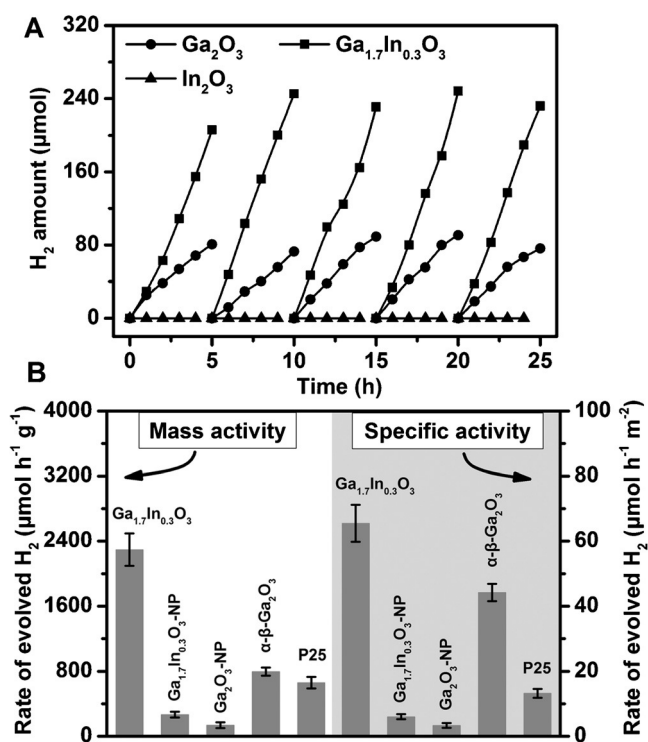 A
Ga₂O₃
Ga₁.₇In₀.₃O₃
In₂O₃
H₂ amount (μmol)
320
240
160
80
0
0 5 10 15 20 25
Time (h)
B
Rate of evolved H₂ (μmol h⁻¹ g⁻¹)
4000
3200
2400
1600
800
0
Mass activity
Ga₁.₇In₀.₃O₃
Ga₁.₇In₀.₃O₃-NP
Ga₂O₃-NP
α-β-Ga₂O₃
P25
Specific activity
Ga₁.₇In₀.₃O₃
Ga₁.₇In₀.₃O₃-NP
Ga₂O₃-NP
α-β-Ga₂O₃
P25
100
80
60
40
20
0
Rate of evolved H₂ (μmol h⁻¹ m⁻²)